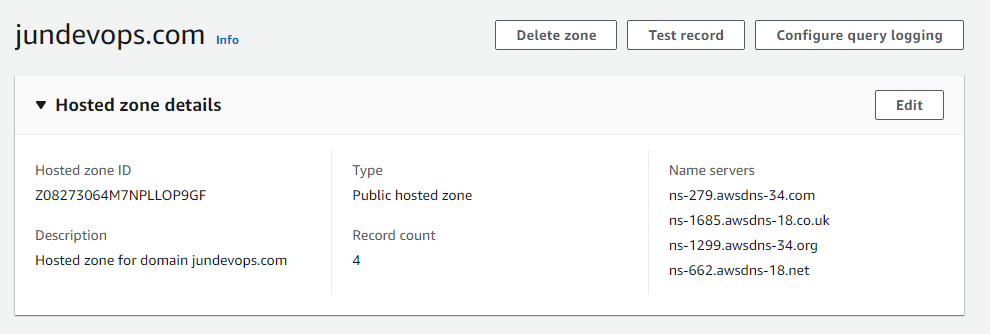 jundevops.com Info
Delete zone
Test record
Configure query logging
Hosted zone details
Edit
Hosted zone ID
Z08273064M7NPLLOP9GF
Description
Hosted zone for domain jundevops.com
Type
Public hosted zone
Record count
4
Name servers
ns-279.awsdns-34.com
ns-1685.awsdns-18.co.uk
ns-1299.awsdns-34.org
ns-662.awsdns-18.net